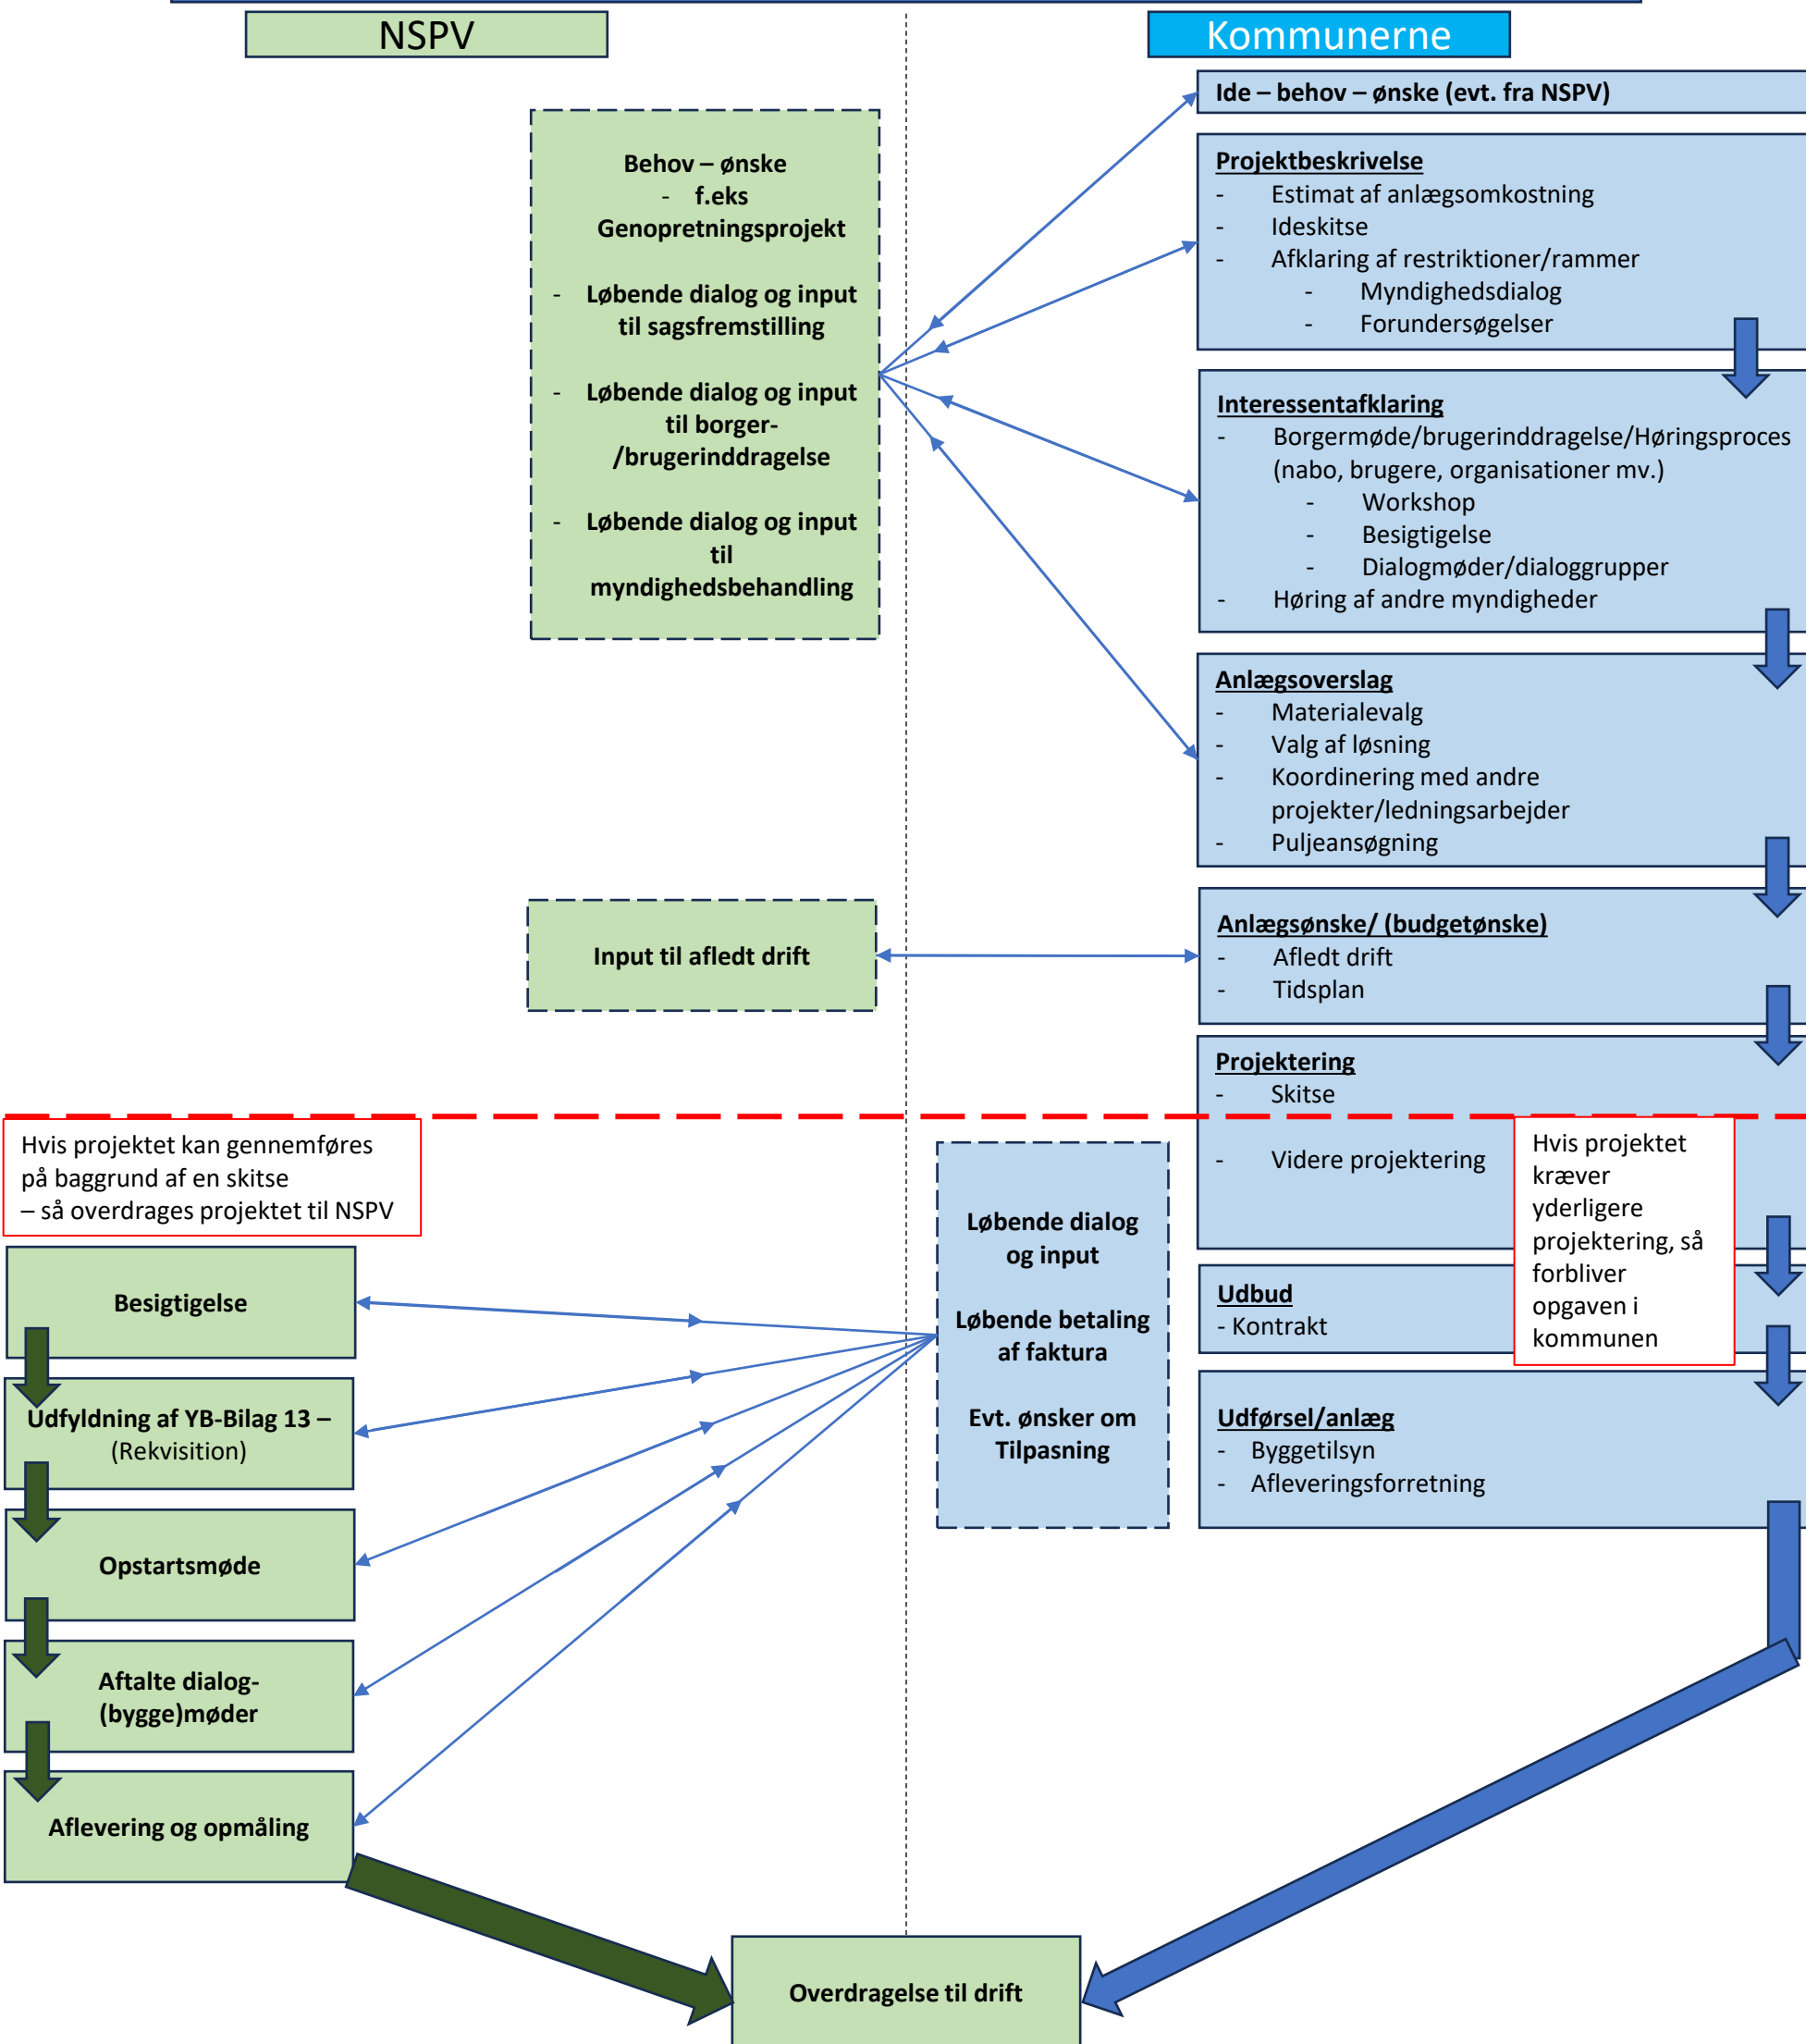 NSPV
Kommunerne
Ide – behov – ønske (evt. fra NSPV)
Behov – ønske
- f.eks
Genopretningsprojekt
- Løbende dialog og input
til sagsfremstilling
- Løbende dialog og input
til borger-
/brugerinddragelse
- Løbende dialog og input
til
myndighedsbehandling
Projektbeskrivelse
- Estimat af anlægsomkostning
- Ideskitse
- Afklaring af restriktioner/rammer
- Myndighedsdialog
- Forundersøgelser
Interessentafklaring
- Borgermøde/brugerinddragelse/Høringsproces
(nabo, brugere, organisationer mv.)
- Workshop
- Besigtigelse
- Dialogmøder/dialoggrupper
- Høring af andre myndigheder
Anlægsoverslag
- Materialevalg
- Valg af løsning
- Koordinering med andre
projekter/ledningsarbejder
- Puljeansøgning
Input til afledt drift
Anlægsønske/ (budgetønske)
- Afledt drift
- Tidsplan
Projektering
- Skitse
- Videre projektering
Hvis projektet kan gennemføres
på baggrund af en skitse
– så overdrages projektet til NSPV
Hvis projektet
kræver
yderligere
projektering, så
forbliver
opgaven i
kommunen
Løbende dialog
og input
Løbende betaling
af faktura
Evt. ønsker om
Tilpasning
Udbud
- Kontrakt
Udførsel/anlæg
- Byggetilsyn
- Afleveringsforretning
Besigtigelse
Udfyldning af YB-Bilag 13 –
(Rekvisition)
Opstartsmøde
Aftalte dialog-
(bygge)møder
Aflevering og opmåling
Overdragelse til drift